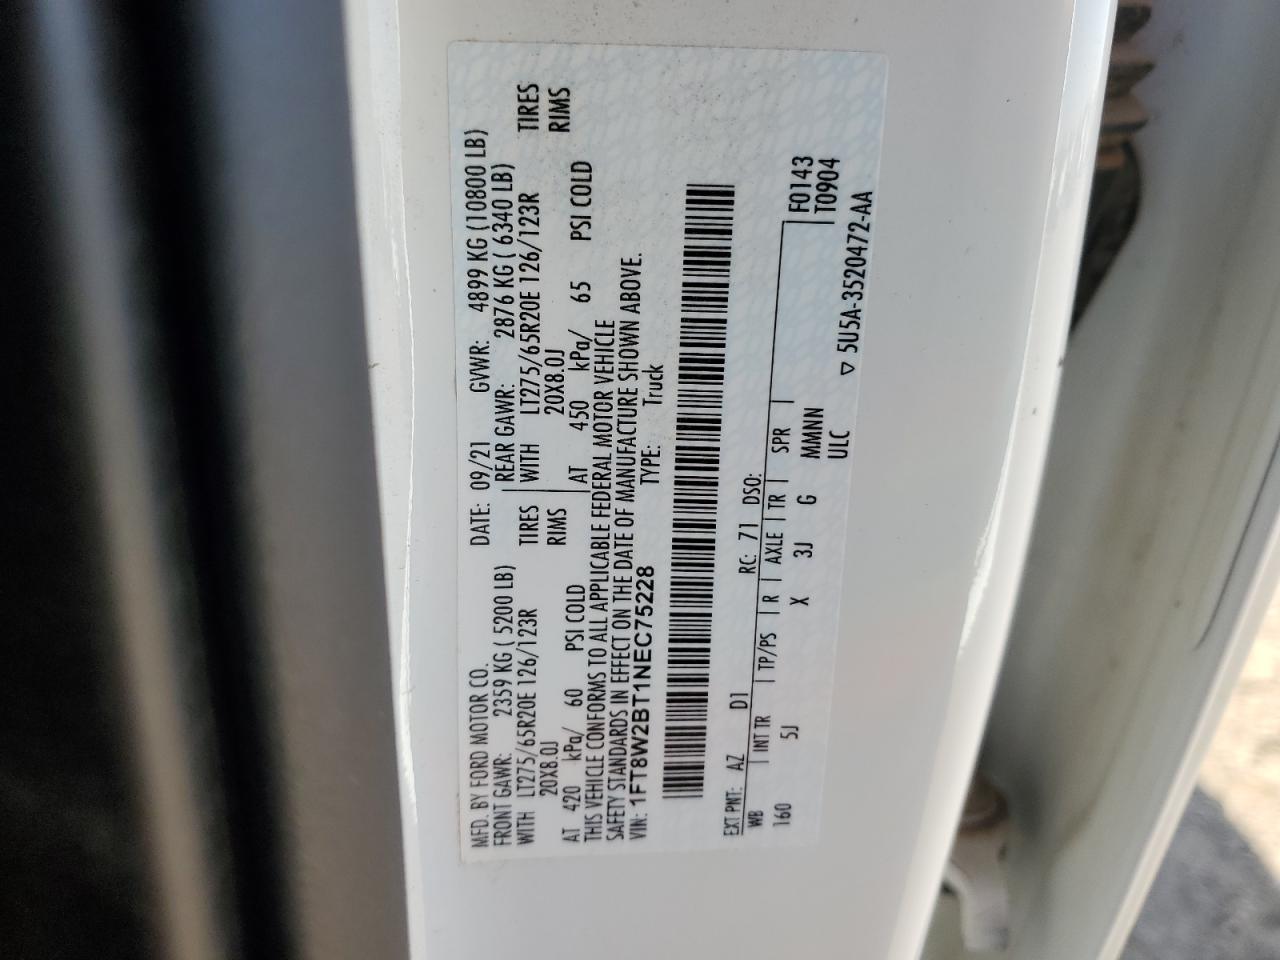 MFD. BY FORD MOTOR CO.
DATE: 09/21 GVWR: 4899 KG (10800 LB)
FRONT GAWR: 2359 KG ( 5200 LB) REAR GAWR: 2876 KG ( 6340 LB)
WITH LT275/65R20E 126/123R TIRES WITH LT275/65R20E 126/123R TIRES
20X8.0J RIMS 20X8.0J RIMS
AT 420 kPa/ 60 PSI COLD AT 450 kPa/ 65 PSI COLD
THIS VEHICLE CONFORMS TO ALL APPLICABLE FEDERAL MOTOR VEHICLE
SAFETY STANDARDS IN EFFECT ON THE DATE OF MANUFACTURE SHOWN ABOVE.
VIN: 1FT8W2BT1NEC75228 TYPE: Truck
EXT PNT: AZ D1 RC: 71 DSO:
WB INT TR TP/PS R AXLE TR SPR F0143
160 5J X 3J G MMNN T0904
ULC
▽ 5U5A-3520472-AA